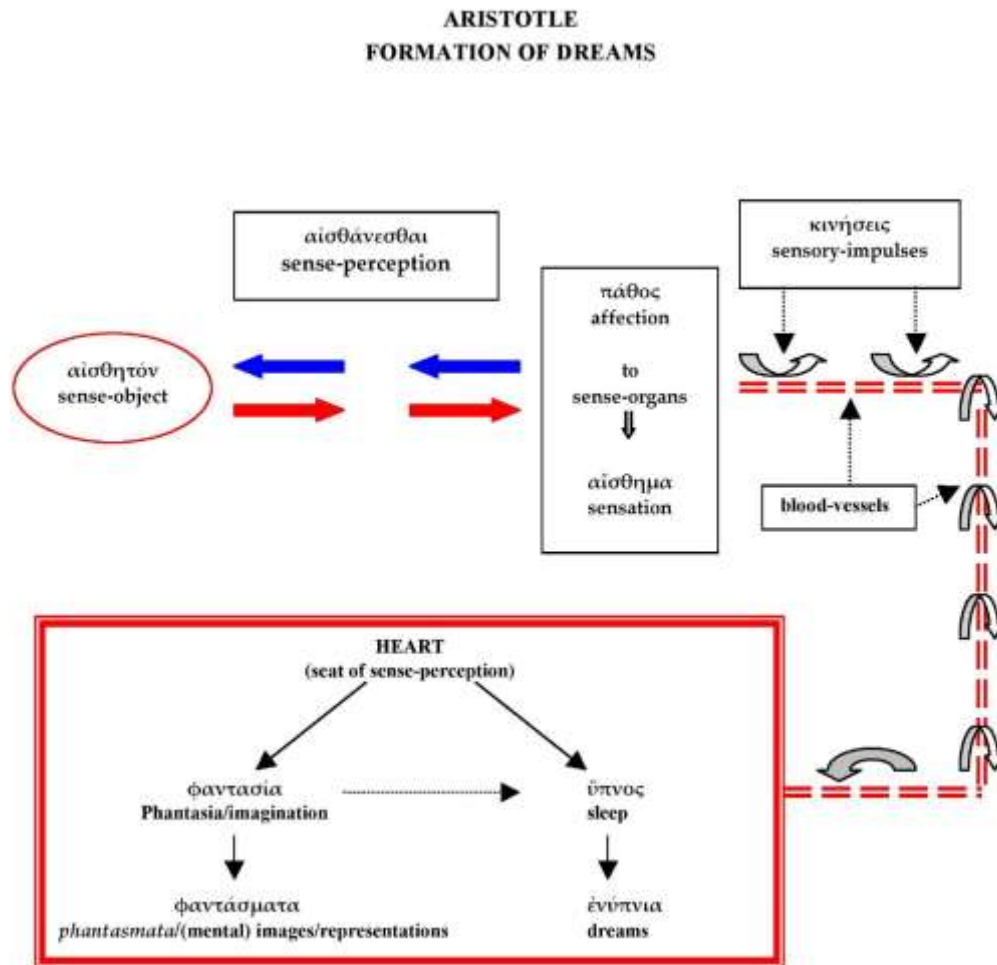 ARISTOTLE
FORMATION OF DREAMS
αἰσθάνεσθαι
sense-perception
κινήσεις
sensory-impulses
αἰσθητόν
sense-object
πάθος
affection
to
sense-organs
αἴσθημα
sensation
blood-vessels
HEART
(seat of sense-perception)
φαντασία
Phantasia/imagination
ὕπνος
sleep
φαντάσματα
phantasmata/(mental) images/representations
ἐνύπνια
dreams